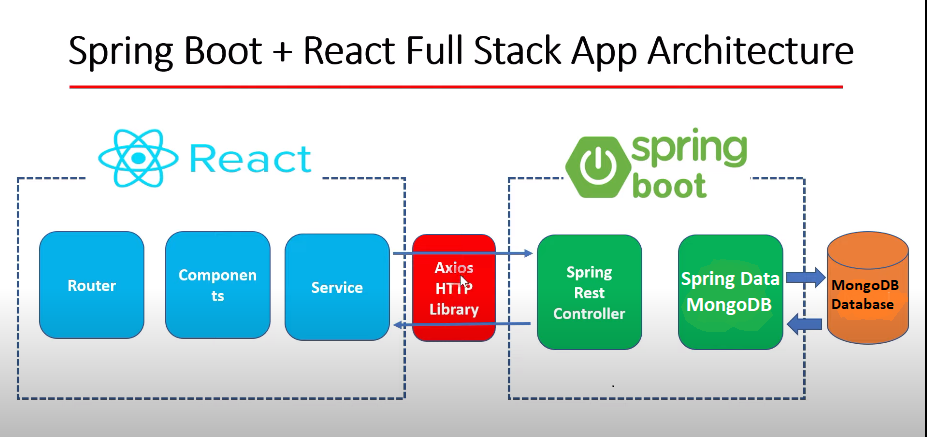 Spring Boot + React Full Stack App Architecture
React
spring
boot
Router
Componen
ts
Service
Axios
HTTP
Library
Spring
Rest
Controller
Spring Data
MongoDB
MongoDB
Database